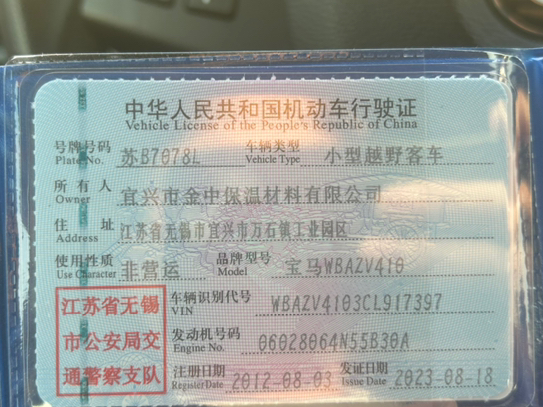 中华人民共和国机动车行驶证
Vehicle License of the People's Republic of China
号牌号码 苏B7078L 车辆类型 小型越野客车
Plate No. Vehicle Type
所有人 宜兴市金中保温材料有限公司
Owner
住址 江苏省无锡市宜兴市万石镇工业园区
Address
使用性质 非营运 品牌型号 宝马WBAZV410
Use Character Model
江苏省无锡 车辆识别代号 WBAZV4103CL917397
VIN
市公安局交 发动机号码 06028064N55B30A
Engine No.
通警察支队 注册日期 2012-08-03 发证日期 2023-08-18
Register Date Issue Date